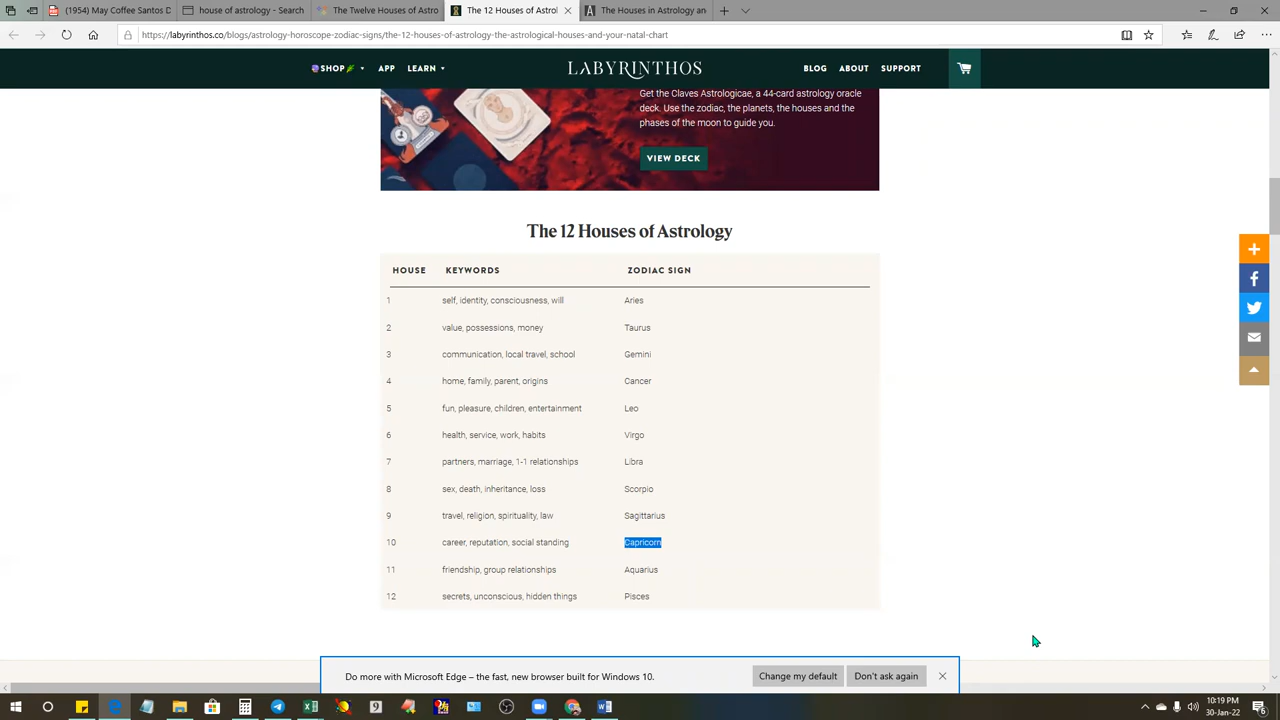 (1954) May Coffee Santos D
house of astrology - Search
The Twelve Houses of Astro
The 12 Houses of Astrol
The Houses in Astrology an
https://labyrinthos.co/blogs/astrology-horoscope-zodiac-signs/the-12-houses-of-astrology-the-astrological-houses-and-your-natal-chart
SHOP APP LEARN LABYRINTHOS BLOG ABOUT SUPPORT
Get the Claves Astrologicae, a 44-card astrology oracle
deck. Use the zodiac, the planets, the houses and the
phases of the moon to guide you.
VIEW DECK
The 12 Houses of Astrology
HOUSE KEYWORDS ZODIAC SIGN
1 self, identity, consciousness, will Aries
2 value, possessions, money Taurus
3 communication, local travel, school Gemini
4 home, family, parent, origins Cancer
5 fun, pleasure, children, entertainment Leo
6 health, service, work, habits Virgo
7 partners, marriage, 1-1 relationships Libra
8 sex, death, inheritance, loss Scorpio
9 travel, religion, spirituality, law Sagittarius
10 career, reputation, social standing Capricorn
11 friendship, group relationships Aquarius
12 secrets, unconscious, hidden things Pisces
Do more with Microsoft Edge – the fast, new browser built for Windows 10.
Change my default
Don't ask again
10:19 PM
30-Jan-22